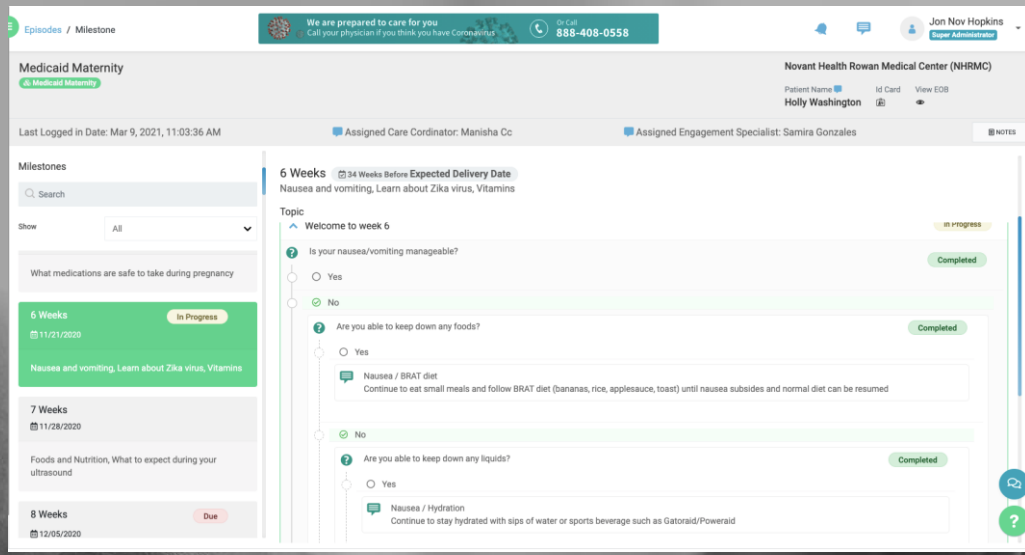 Episodes / Milestone
We are prepared to care for you
Call your physician if you think you have Coronavirus
Or Call
888-408-0558
Jon Nov Hopkins
Super Administrator
Medicaid Maternity
Medicaid Maternity
Novant Health Rowan Medical Center (NHRMC)
Patient Name Id Card View EOB
Holly Washington
Last Logged in Date: Mar 9, 2021, 11:03:36 AM
Assigned Care Cordinator: Manisha Cc
Assigned Engagement Specialist: Samira Gonzales
NOTES
Milestones
Search
Show
All
What medications are safe to take during pregnancy
6 Weeks
In Progress
11/21/2020
Nausea and vomiting, Learn about Zika virus, Vitamins
7 Weeks
11/28/2020
Foods and Nutrition, What to expect during your
ultrasound
8 Weeks
Due
12/05/2020
6 Weeks 34 Weeks Before Expected Delivery Date
Nausea and vomiting, Learn about Zika virus, Vitamins
Topic
Welcome to week 6
In Progress
Is your nausea/vomiting manageable?
Completed
Yes
No
Are you able to keep down any foods?
Completed
Yes
Nausea / BRAT diet
Continue to eat small meals and follow BRAT diet (bananas, rice, applesauce, toast) until nausea subsides and normal diet can be resumed
No
Are you able to keep down any liquids?
Completed
Yes
Nausea / Hydration
Continue to stay hydrated with sips of water or sports beverage such as Gatoraid/Poweraid